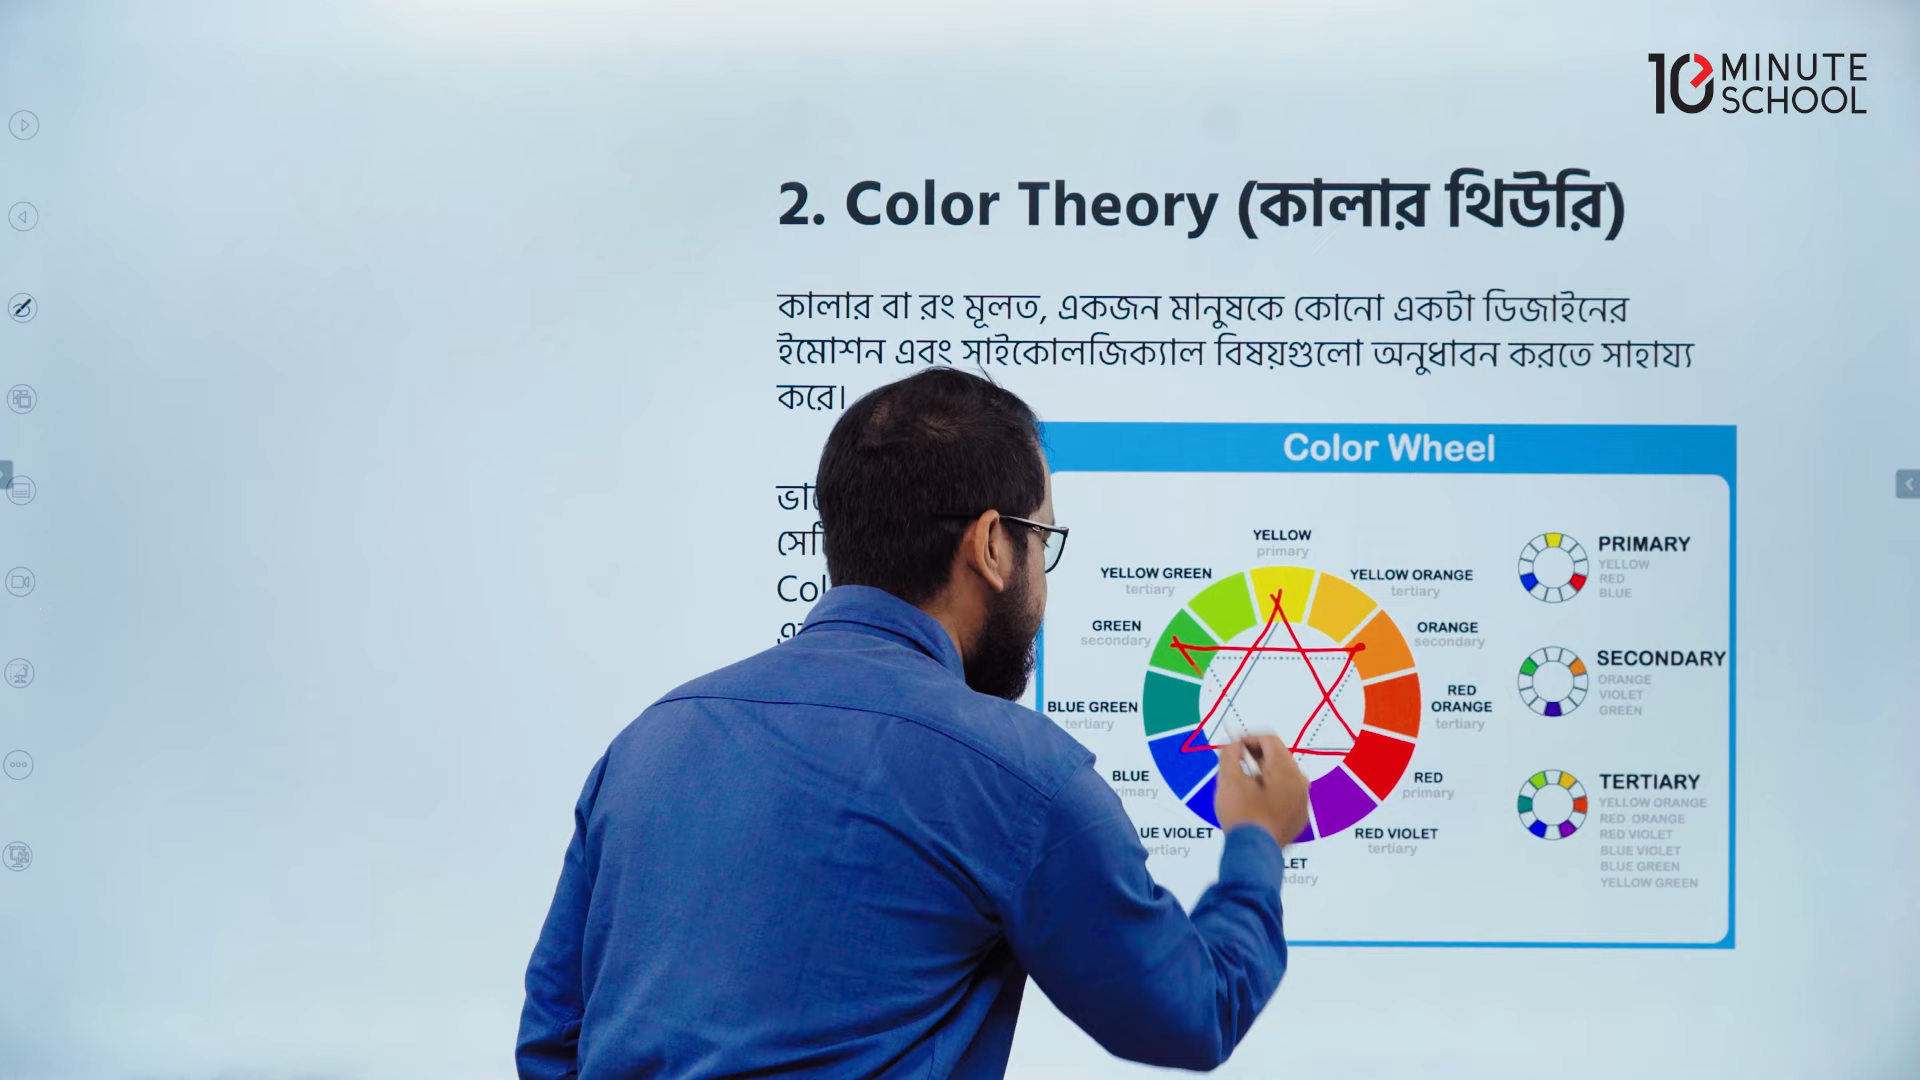 10 MINUTE
SCHOOL
2. Color Theory (কালার থিউরি)
কালার বা রং মূলত, একজন মানুষকে কোনো একটা ডিজাইনের
ইমোশন এবং সাইকোলজিক্যাল বিষয়গুলো অনুধাবন করতে সাহায্য
করে।
Color Wheel
YELLOW
primary
YELLOW GREEN
tertiary
YELLOW ORANGE
tertiary
GREEN
secondary
ORANGE
secondary
BLUE GREEN
tertiary
RED
ORANGE
tertiary
BLUE
RED
primary
RED VIOLET
tertiary
PRIMARY
YELLOW
RED
BLUE
SECONDARY
ORANGE
VIOLET
GREEN
TERTIARY
YELLOW ORANGE
RED ORANGE
RED VIOLET
BLUE VIOLET
BLUE GREEN
YELLOW GREEN